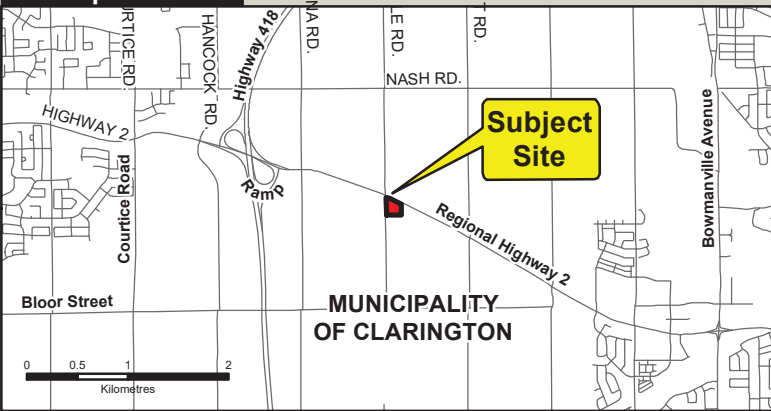 URTICE RD.
HANCOCK RD.
Highway 418
NA RD.
LE RD.
T RD.
NASH RD.
HIGHWAY 2
Subject
Site
Ramp
Courtice Road
Bowmanville Avenue
Regional Highway 2
Bloor Street
MUNICIPALITY
OF CLARINGTON
0 0.5 1 2
Kilometres